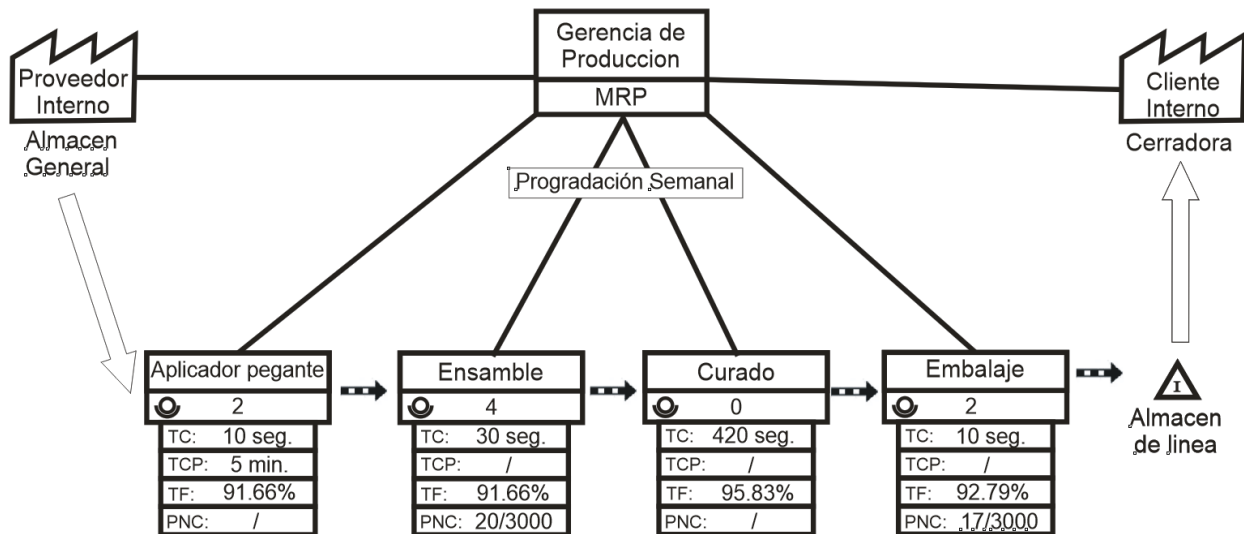 Gerencia de
Produccion
MRP
Proveedor
Interno
Almacen
General
Cliente
Interno
Cerradora
Progradación Semanal
Aplicador pegante
2
TC: 10 seg.
TCP: 5 min.
TF: 91.66%
PNC: /
Ensamble
4
TC: 30 seg.
TCP: /
TF: 91.66%
PNC: 20/3000
Curado
0
TC: 420 seg.
TCP: /
TF: 95.83%
PNC: /
Embalaje
2
TC: 10 seg.
TCP: /
TF: 92.79%
PNC: 17/3000
I
Almacen
de linea